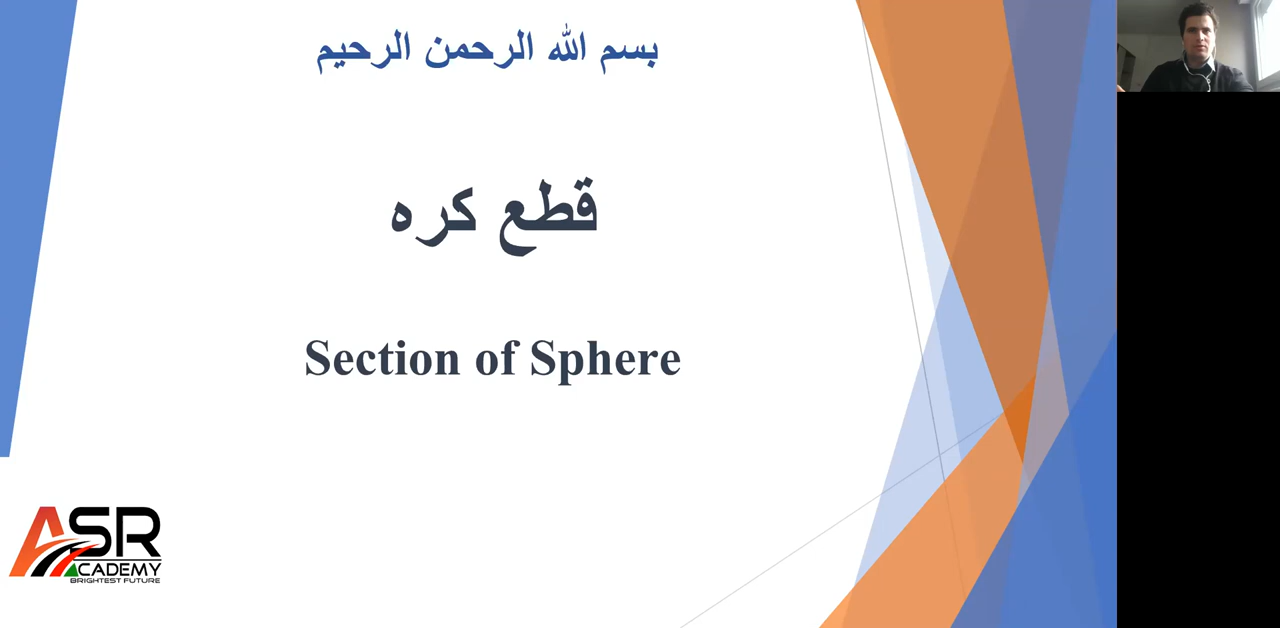 بسم الله الرحمن الرحيم
قطع کره
Section of Sphere
ASR
ACADEMY
BRIGHTEST FUTURE